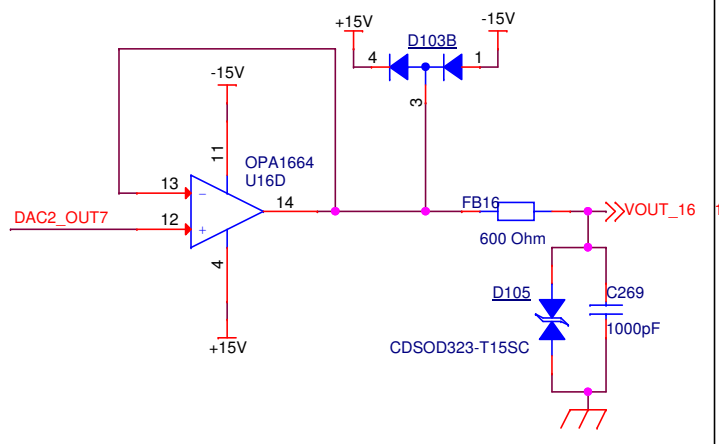 +15V
-15V
D103B
4
1
3
-15V
11
OPA1664
U16D
13
−
14
DAC2_OUT7
12
+
4
+15V
FB16
600 Ohm
VOUT_16
D105
C269
1000pF
CDSOD323-T15SC